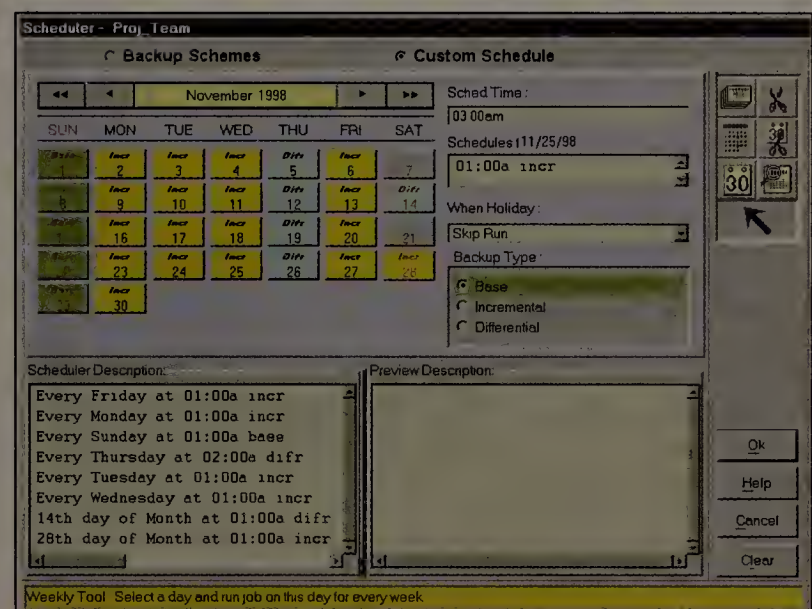 Scheduler - Proj_Team
Backup Schemes
Custom Schedule
November 1998
SUN MON TUE WED THU FRI SAT
Incr Incr Incr Difr Incr
1 2 3 4 5 6 7
Incr Incr Incr Difr Incr Difr
8 9 10 11 12 13 14
Incr Incr Incr Difr Incr
16 17 18 19 20 21
Incr Incr Incr Difr Incr Incr
23 24 25 26 27 28
Incr
30
Sched Time :
03 00am
Schedules : 11/25/98
01:00a incr
When Holiday :
Skip Run
Backup Type :
Base
Incremental
Differential
30
30
Scheduler Description:
Every Friday at 01:00a incr
Every Monday at 01:00a incr
Every Sunday at 01:00a base
Every Thursday at 02:00a difr
Every Tuesday at 01:00a incr
Every Wednesday at 01:00a incr
14th day of Month at 01:00a difr
28th day of Month at 01:00a incr
Preview Description:
Ok
Help
Cancel
Clear
Weekly Tool Select a day and run job on this day for every week